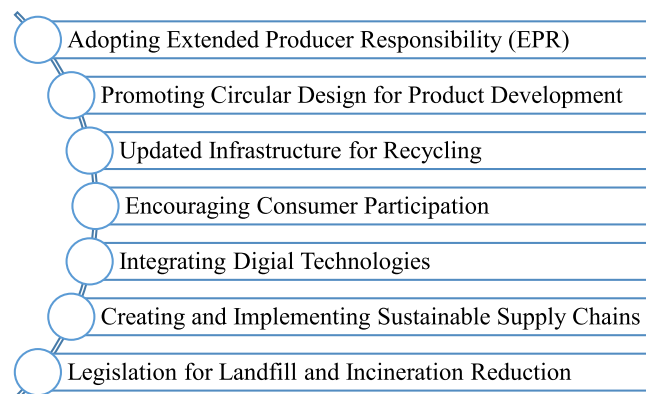 Adopting Extended Producer Responsibility (EPR)
Promoting Circular Design for Product Development
Updated Infrastructure for Recycling
Encouraging Consumer Participation
Integrating Digial Technologies
Creating and Implementing Sustainable Supply Chains
Legislation for Landfill and Incineration Reduction